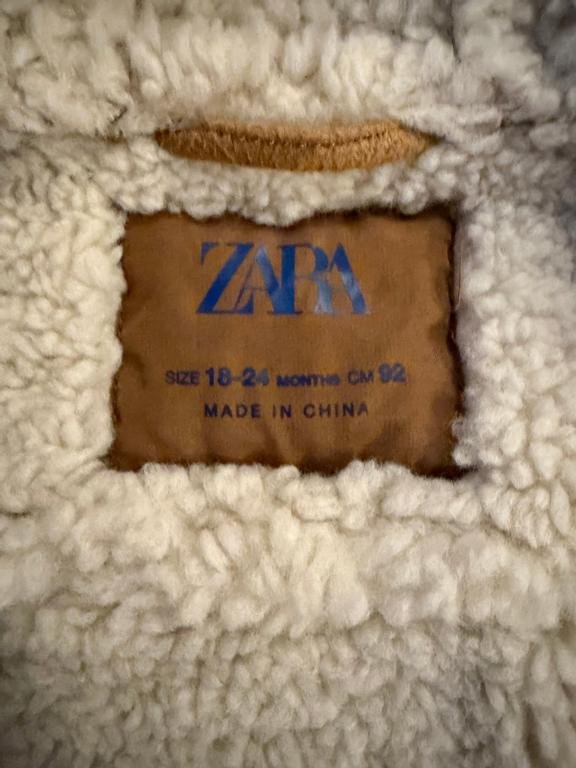 ZARA
SIZE 18-24 MONTHS CM 92
MADE IN CHINA